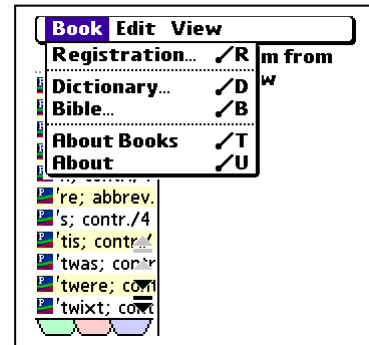 Book Edit View
Registration... /R
m from
Dictionary... /D
w
Bible... /B
About Books /T
About /U
're; abbrev.
's; contr./4
'tis; contr./
'twas; contr
'twere; cont
'twixt; cont